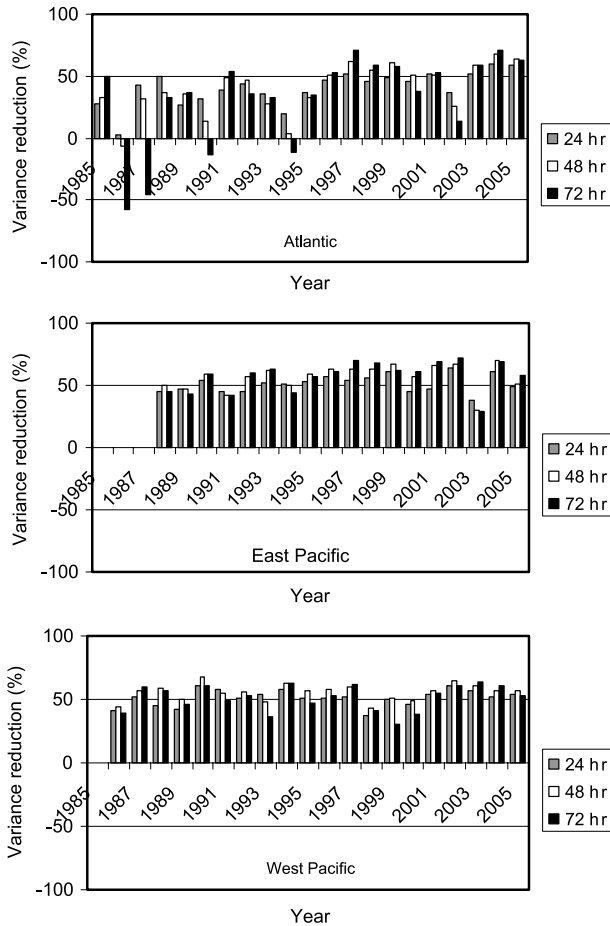 Variance reduction (%)
100
50
0
-50
-100
1985
1987
1989
1991
1993
1995
1997
1999
2001
2003
2005
Atlantic
Year
24 hr
48 hr
72 hr
Variance reduction (%)
100
50
0
-50
-100
1985
1987
1989
1991
1993
1995
1997
1999
2001
2003
2005
East Pacific
Year
24 hr
48 hr
72 hr
Variance reduction (%)
100
50
0
-50
-100
1985
1987
1989
1991
1993
1995
1997
1999
2001
2003
2005
West Pacific
Year
24 hr
48 hr
72 hr